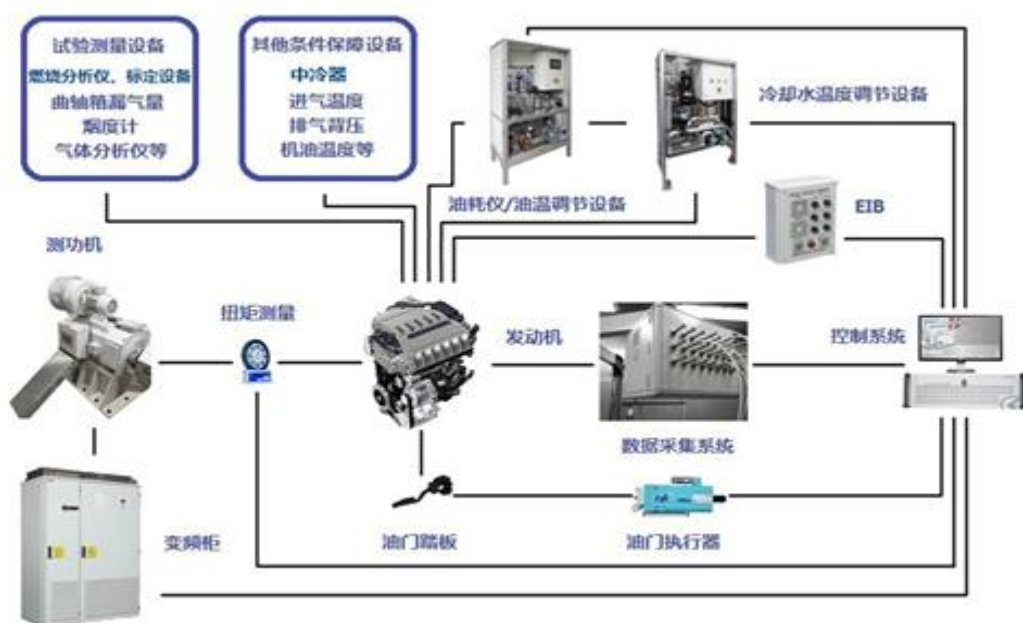 试验测量设备
燃烧分析仪、标定设备
曲轴箱漏气量
烟度计
气体分析仪等
其他条件保障设备
中冷器
进气温度
排气背压
机油温度等
冷却水温度调节设备
油耗仪/油温调节设备
EIB
测功机
扭矩测量
发动机
控制系统
数据采集系统
变频柜
油门踏板
油门执行器